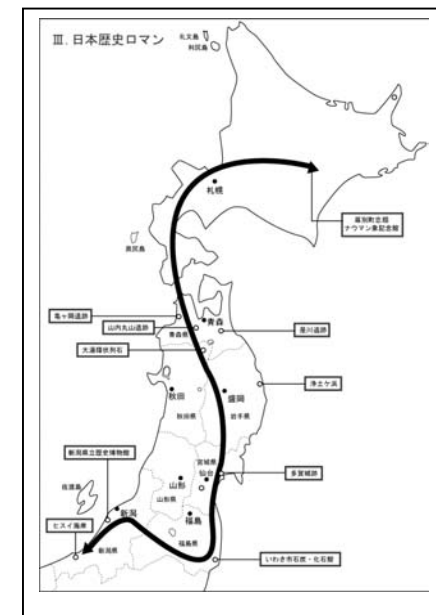 Ⅲ. 日本歴史ロマン
礼文島
利尻島
札幌
幕別町忠類
ナウマン象記念館
奥尻島
亀ヶ岡遺跡
山内丸山遺跡
青森
青森県
是川遺跡
大湯環状列石
浄土ヶ浜
秋田
盛岡
秋田県
岩手県
新潟県立歴史博物館
宮城県
仙台
多賀城跡
佐渡島
山形
山形県
新潟
福島
ヒスイ海岸
新潟県
福島県
いわき市石炭・化石館